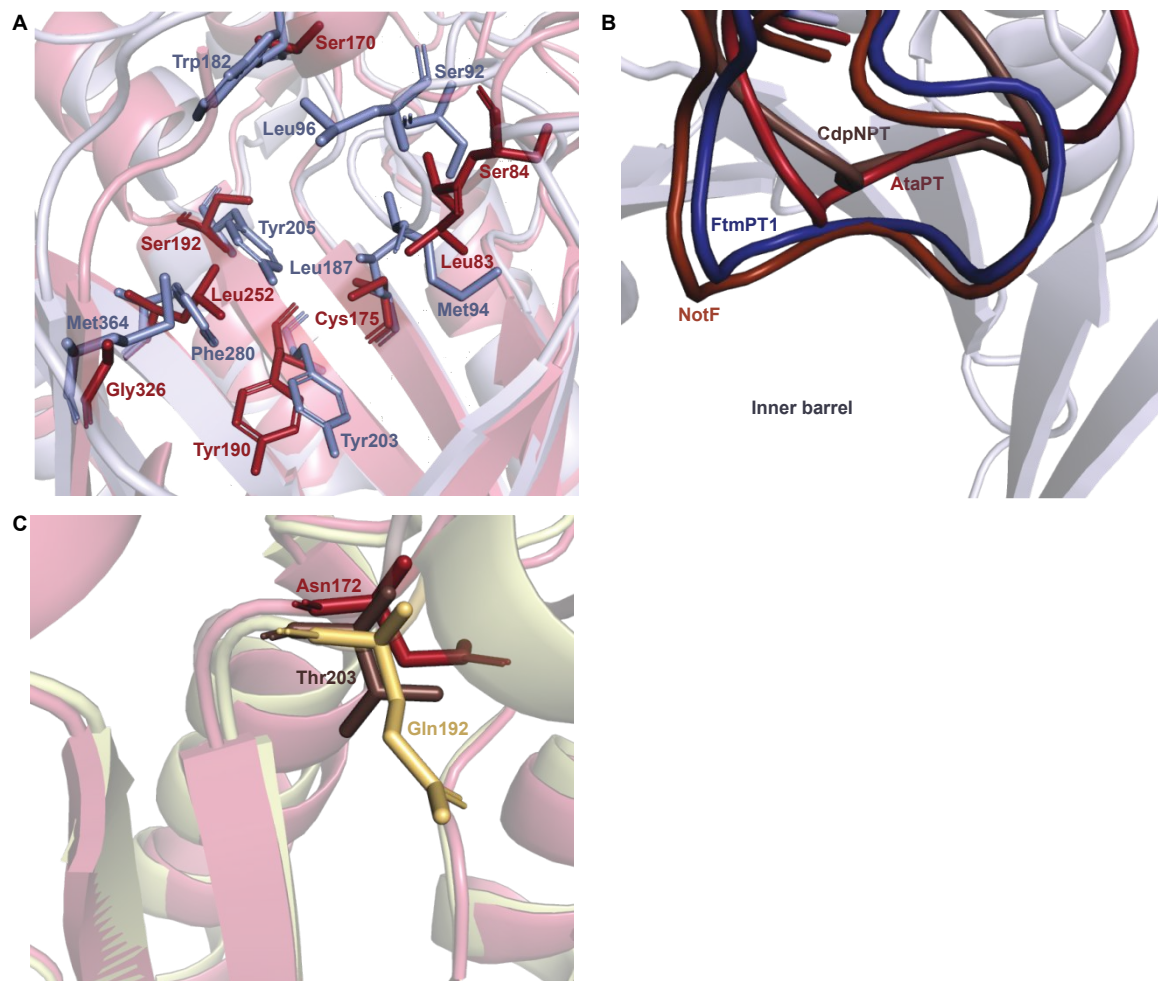 A
Trp182
Ser170
Ser92
Leu96
Ser84
Ser192
Tyr205
Leu187
Leu83
Leu252
Met364
Cys175
Met94
Phe280
Gly326
Tyr190
Tyr203
B
CdpNPT
AtaPT
FtmPT1
NotF
Inner barrel
C
Asn172
Thr203
Gln192